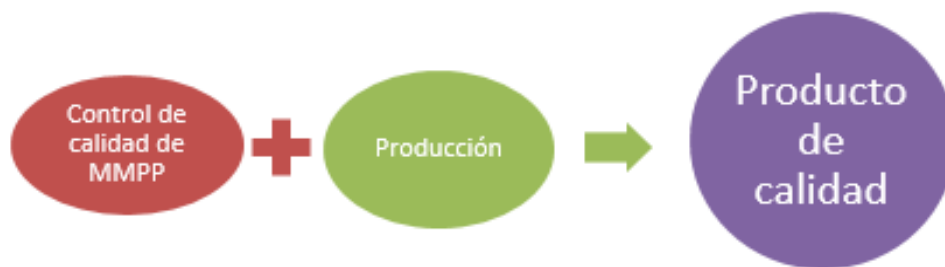 Control de
calidad de
MMPP
Producción
Producto
de
calidad